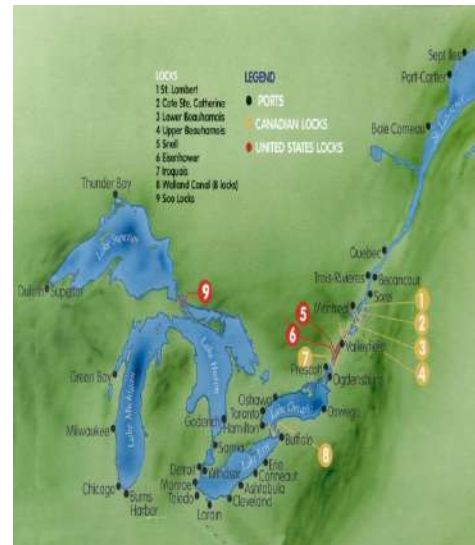 LOCKS
1 St. Lambert
2 Cote Ste. Catherine
3 Lower Beauharnois
4 Upper Beauharnois
5 Snell
6 Eisenhower
7 Iroquois
8 Welland Canal (8 locks)
9 Soo Locks
LEGEND
PORTS
CANADIAN LOCKS
UNITED STATES LOCKS
Sept Iles
Port-Cartier
Baie Comeau
Thunder Bay
Lake Superior
Duluth
Superior
9
Quebec
Trois-Rivieres
Becancour
Sorel
Montreal
1
2
3
4
5
6
7
Valleyfield
Prescott
Ogdensburg
Lake Huron
Lake Michigan
Green Bay
Milwaukee
Chicago
Burns
Harbor
Goderich
Sarnia
Oshawa
Toronto
Hamilton
Lake Ontario
Oswego
Buffalo
8
Detroit
Windsor
Monroe
Toledo
Lorain
Cleveland
Ashtabula
Conneaut
Erie
Lake Erie